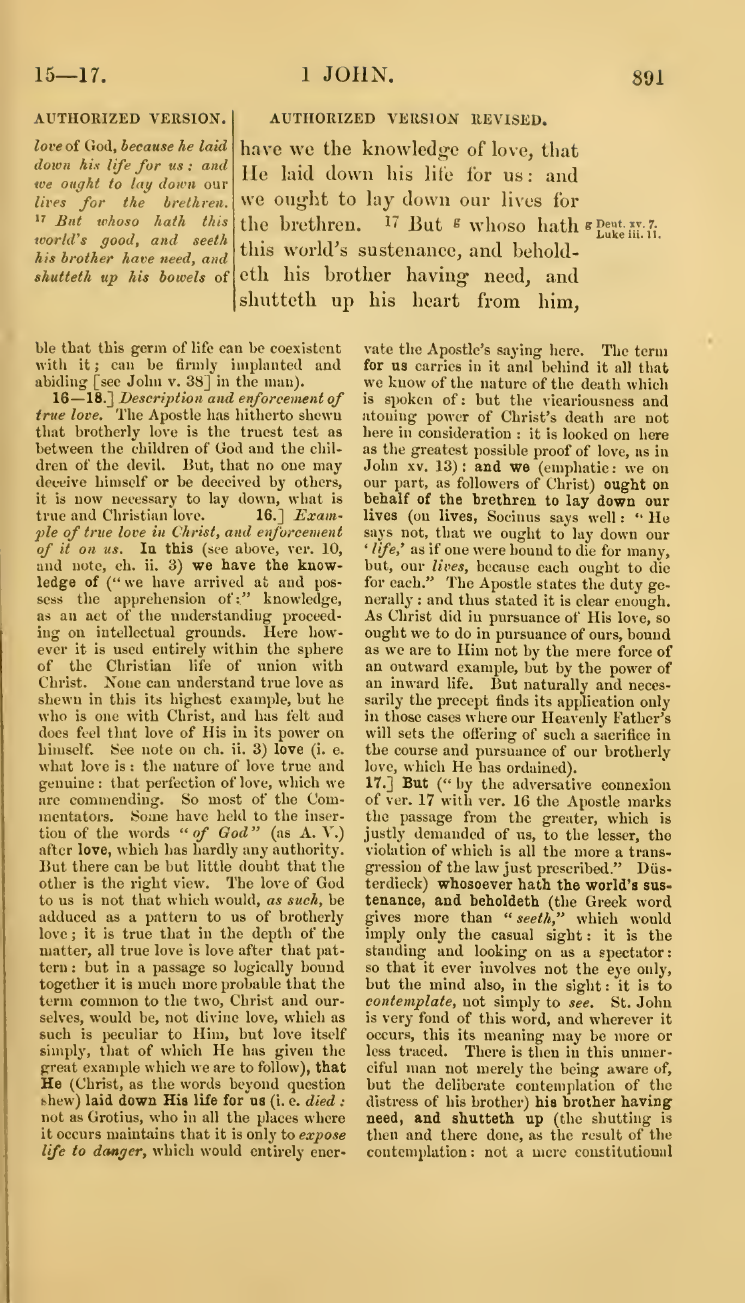 15—17.
1 JOHN.
891
AUTHORIZED VERSION.
love of God, because he laid
down his life for us : and
we ought to lay down our
lives for the brethren.
17 But whoso hath this
world's good, and seeth
his brother have need, and
shutteth up his bowels of
AUTHORIZED VERSION REVISED.
have we the knowledge of love, that
He laid down his life for us : and
we ought to lay down our lives for
the brethren. 17 But g whoso hath
this world's sustenance, and behold-
eth his brother having need, and
shutteth up his heart from him,
g Deut. xv. 7.
Luke iii. 11.
ble that this germ of life can be coexistent
with it ; can be firmly implanted and
abiding [see John v. 38] in the man).
16—18.] Description and enforcement of
true love. The Apostle has hitherto shewn
that brotherly love is the truest test as
between the children of God and the chil-
dren of the devil. But, that no one may
deceive himself or be deceived by others,
it is now necessary to lay down, what is
true and Christian love. 16.] Exam-
ple of true love in Christ, and enforcement
of it on us. In this (see above, ver. 10,
and note, ch. ii. 3) we have the know-
ledge of (“ we have arrived at and pos-
sess the apprehension of :” knowledge,
as an act of the understanding proceed-
ing on intellectual grounds. Here how-
ever it is used entirely within the sphere
of the Christian life of union with
Christ. None can understand true love as
shewn in this its highest example, but he
who is one with Christ, and has felt and
does feel that love of His in its power on
himself. See note on ch. ii. 3) love (i. e.
what love is : the nature of love true and
genuine : that perfection of love, which we
are commending. So most of the Com-
mentators. Some have held to the inser-
tion of the words “ of God ” (as A. V.)
after love, which has hardly any authority.
But there can be but little doubt that the
other is the right view. The love of God
to us is not that which would, as such, be
adduced as a pattern to us of brotherly
love ; it is true that in the depth of the
matter, all true love is love after that pat-
tern : but in a passage so logically bound
together it is much more probable that the
term common to the two, Christ and our-
selves, would be, not divine love, which as
such is peculiar to Him, but love itself
simply, that of which He has given the
great example which we are to follow), that
He (Christ, as the words beyond question
shew) laid down His life for us (i. e. died :
not as Grotius, who in all the places where
it occurs maintains that it is only to expose
life to danger, which would entirely ener-
vate the Apostle's saying here. The term
for us carries in it and behind it all that
we know of the nature of the death which
is spoken of : but the vicariousness and
atoning power of Christ's death are not
here in consideration : it is looked on here
as the greatest possible proof of love, as in
John xv. 13) : and we (emphatic : we on
our part, as followers of Christ) ought on
behalf of the brethren to lay down our
lives (on lives, Socinus says well : “ He
says not, that we ought to lay down our
‘ life,’ as if one were bound to die for many,
but, our lives, because each ought to die
for each.” The Apostle states the duty ge-
nerally : and thus stated it is clear enough.
As Christ did in pursuance of His love, so
ought we to do in pursuance of ours, bound
as we are to Him not by the mere force of
an outward example, but by the power of
an inward life. But naturally and neces-
sarily the precept finds its application only
in those cases where our Heavenly Father's
will sets the offering of such a sacrifice in
the course and pursuance of our brotherly
love, which He has ordained).
17.] But (“ by the adversative connexion
of ver. 17 with ver. 16 the Apostle marks
the passage from the greater, which is
justly demanded of us, to the lesser, the
violation of which is all the more a trans-
gression of the law just prescribed.” Düs-
terdieck) whosoever hath the world's sus-
tenance, and beholdeth (the Greek word
gives more than “ seeth,” which would
imply only the casual sight : it is the
standing and looking on as a spectator :
so that it ever involves not the eye only,
but the mind also, in the sight : it is to
contemplate, not simply to see. St. John
is very fond of this word, and wherever it
occurs, this its meaning may be more or
less traced. There is then in this unmer-
ciful man not merely the being aware of,
but the deliberate contemplation of the
distress of his brother) his brother having
need, and shutteth up (the shutting is
then and there done, as the result of the
contemplation : not a mere constitutional